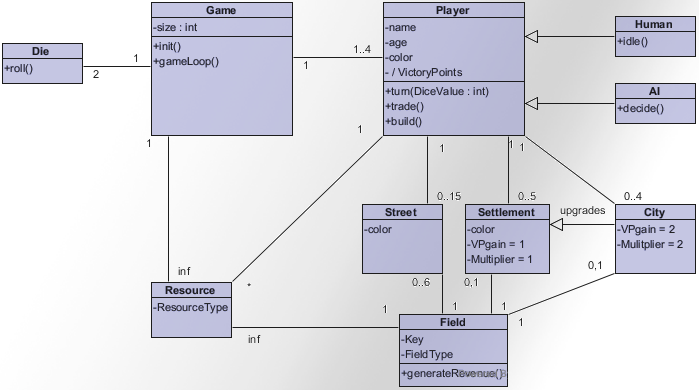 Game
-size : int
+init()
+gameLoop()
Player
-name
-age
-color
- / VictoryPoints
+turn(DiceValue : int)
+trade()
+build()
Human
+idle()
AI
+decide()
Die
+roll()
2
1
1
1..4
1
1
1
1
1
inf
*
0..15
0..5
0..4
Street
-color
Settlement
-color
-VPgain = 1
-Multiplier = 1
upgrades
City
-VPgain = 2
-Mulitplier = 2
0..6
0,1
0,1
Resource
-ResourceType
inf
1
1
1
1
Field
-Key
-FieldType
+generateRevenue()